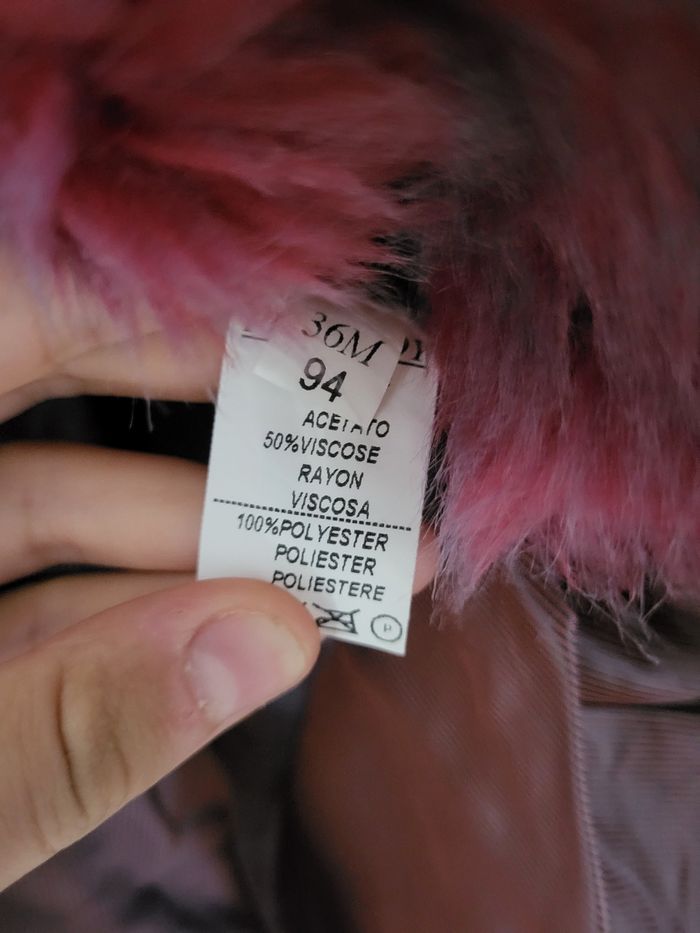 36M
94
ACETATO
50%VISCOSE
RAYON
VISCOSA
100%POLYESTER
POLIESTER
POLIESTERE
P